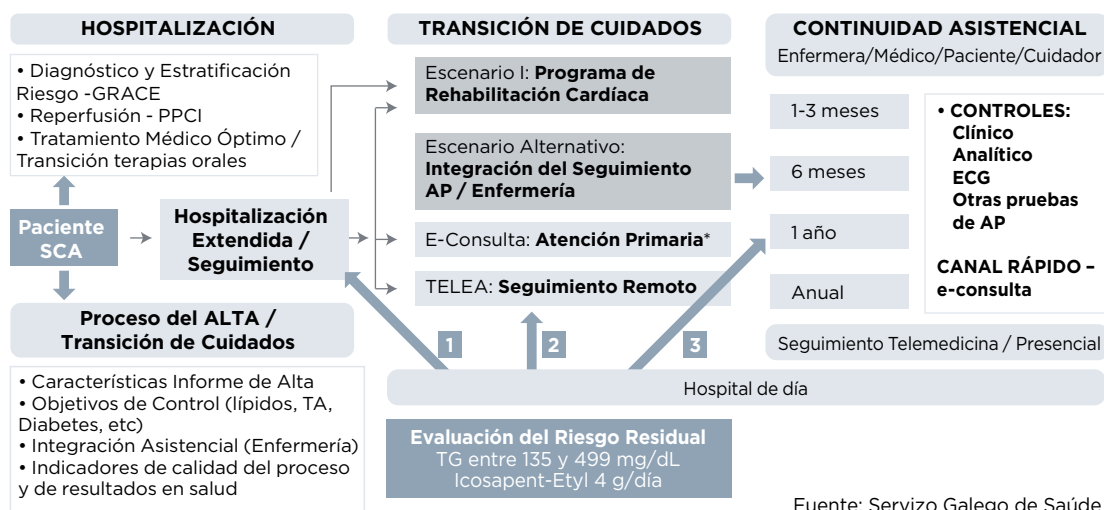 HOSPITALIZACIÓN
• Diagnóstico y Estratificación
Riesgo -GRACE
• Reperfusión - PPCI
• Tratamiento Médico Óptimo /
Transición terapias orales
Paciente
SCA
Hospitalización
Extendida /
Seguimiento
Proceso del ALTA /
Transición de Cuidados
• Características Informe de Alta
• Objetivos de Control (lípidos, TA,
Diabetes, etc)
• Integración Asistencial (Enfermería)
• Indicadores de calidad del proceso
y de resultados en salud
TRANSICIÓN DE CUIDADOS
Escenario I: Programa de
Rehabilitación Cardíaca
Escenario Alternativo:
Integración del Seguimiento
AP / Enfermería
E-Consulta: Atención Primaria*
TELEA: Seguimiento Remoto
1
2
3
Hospital de día
Evaluación del Riesgo Residual
TG entre 135 y 499 mg/dL
Icosapent-Etyl 4 g/día
CONTINUIDAD ASISTENCIAL
Enfermera/Médico/Paciente/Cuidador
1-3 meses
6 meses
1 año
Anual
• CONTROLES:
Clínico
Analítico
ECG
Otras pruebas
de AP
CANAL RÁPIDO –
e-consulta
Seguimiento Telemedicina / Presencial
Fuente: Servizo Galego de Saúde